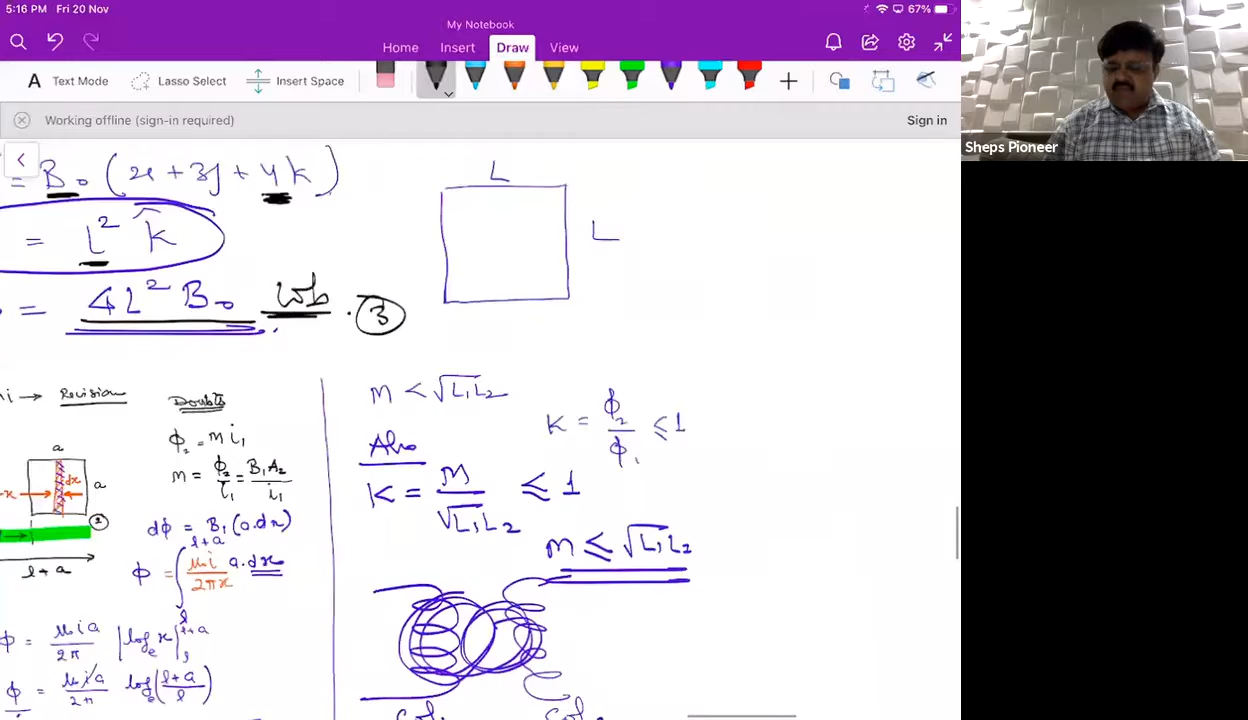 5:16 PM Fri 20 Nov
67%
My Notebook
Home Insert Draw View
A Text Mode Lasso Select Insert Space
Working offline (sign-in required) Sign in
Sheps Pioneer
= B₀ (2i + 3j + 4k)
= L² k̂
= 4L² B₀ Wb. ③
L
L
→ Revision
Doubts
ϕ₂ = m i₁
m = ϕ₂/i₁ = B₁A₂/i₁
a
dx
a
x
②
l + a
dϕ = B₁ (a.dx)
ϕ = ∫ₗ^(l+a) μ₀i/2πx a.dx
ϕ = μ₀ia/2π |logₑ x|ₗ^(l+a)
ϕ/i = μ₀ia/2π logₑ(l+a/l)
M < √L₁L₂
Also
K = M/√L₁L₂ ≤ 1
K = ϕ₂/ϕ₁ ≤ 1
M ≤ √L₁L₂